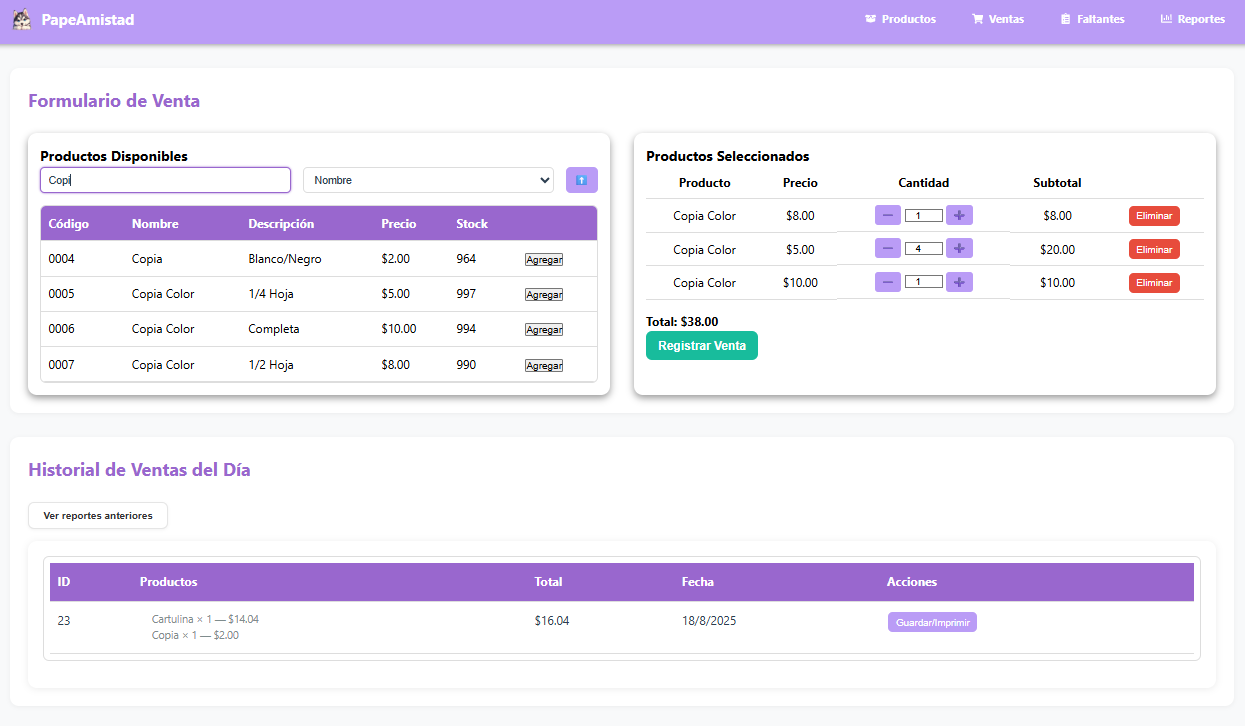 PapeAmistad Productos Ventas Faltantes Reportes
Formulario de Venta
Productos Disponibles
Copi Nombre
Código Nombre Descripción Precio Stock
0004 Copia Blanco/Negro $2.00 964 Agregar
0005 Copia Color 1/4 Hoja $5.00 997 Agregar
0006 Copia Color Completa $10.00 994 Agregar
0007 Copia Color 1/2 Hoja $8.00 990 Agregar
Productos Seleccionados
Producto Precio Cantidad Subtotal
Copia Color $8.00 − 1 + $8.00 Eliminar
Copia Color $5.00 − 4 + $20.00 Eliminar
Copia Color $10.00 − 1 + $10.00 Eliminar
Total: $38.00
Registrar Venta
Historial de Ventas del Día
Ver reportes anteriores
ID Productos Total Fecha Acciones
23 Cartulina × 1 — $14.04 $16.04 18/8/2025 Guardar/Imprimir
Copia × 1 — $2.00